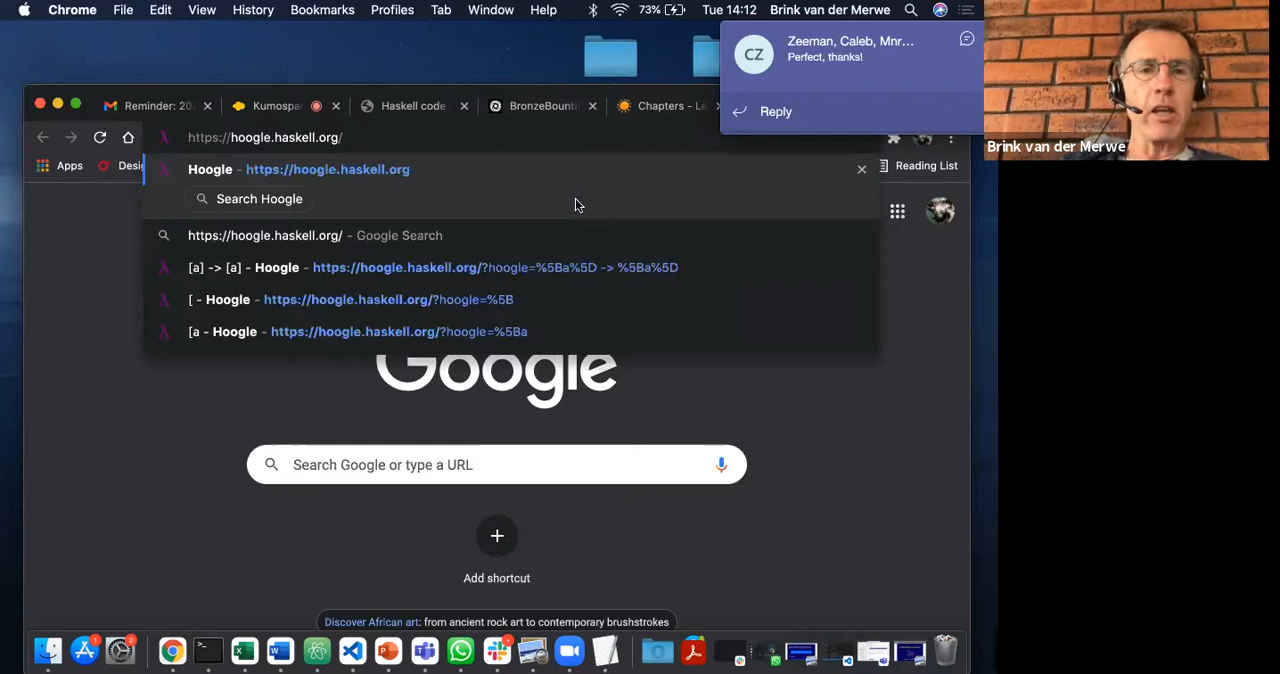 Chrome File Edit View History Bookmarks Profiles Tab Window Help 73% Tue 14:12 Brink van der Merwe
CZ
Zeeman, Caleb, Mnr...
Perfect, thanks!
Reply
Brink van der Merwe
Reminder: 20 Kumospa Haskell code - BronzeBounti Chapters - Le
https://hoogle.haskell.org/
Apps Desig Reading List
Hoogle - https://hoogle.haskell.org
Search Hoogle
https://hoogle.haskell.org/ - Google Search
[a] -> [a] - Hoogle - https://hoogle.haskell.org/?hoogle=%5Ba%5D -> %5Ba%5D
[ - Hoogle - https://hoogle.haskell.org/?hoogle=%5B
[a - Hoogle - https://hoogle.haskell.org/?hoogle=%5Ba
Google
Search Google or type a URL
Add shortcut
Discover African art: from ancient rock art to contemporary brushstrokes